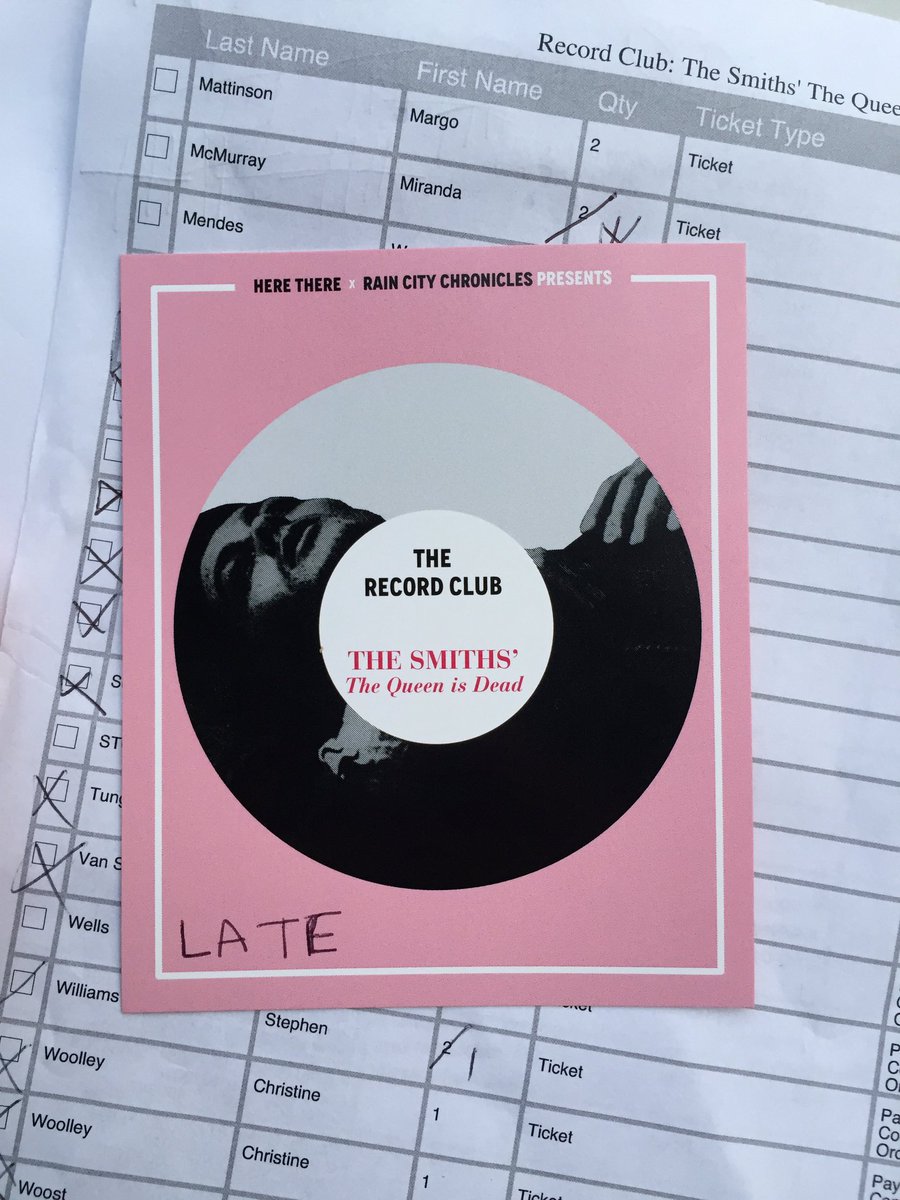 Record Club: The Smiths' The
Last Name First Name Qty Ticket Type
Mattinson Margo 2 Ticket
McMurray Miranda 2 Ticket
Mendes
HERE THERE x RAIN CITY CHRONICLES PRESENTS
THE
RECORD CLUB
THE SMITHS'
The Queen is Dead
Tung
Van S
Wells
LATE
Williams Stephen 2 1 Ticket
Woolley Christine 1 Ticket
Woolley Christine 1 Ticket
Woost